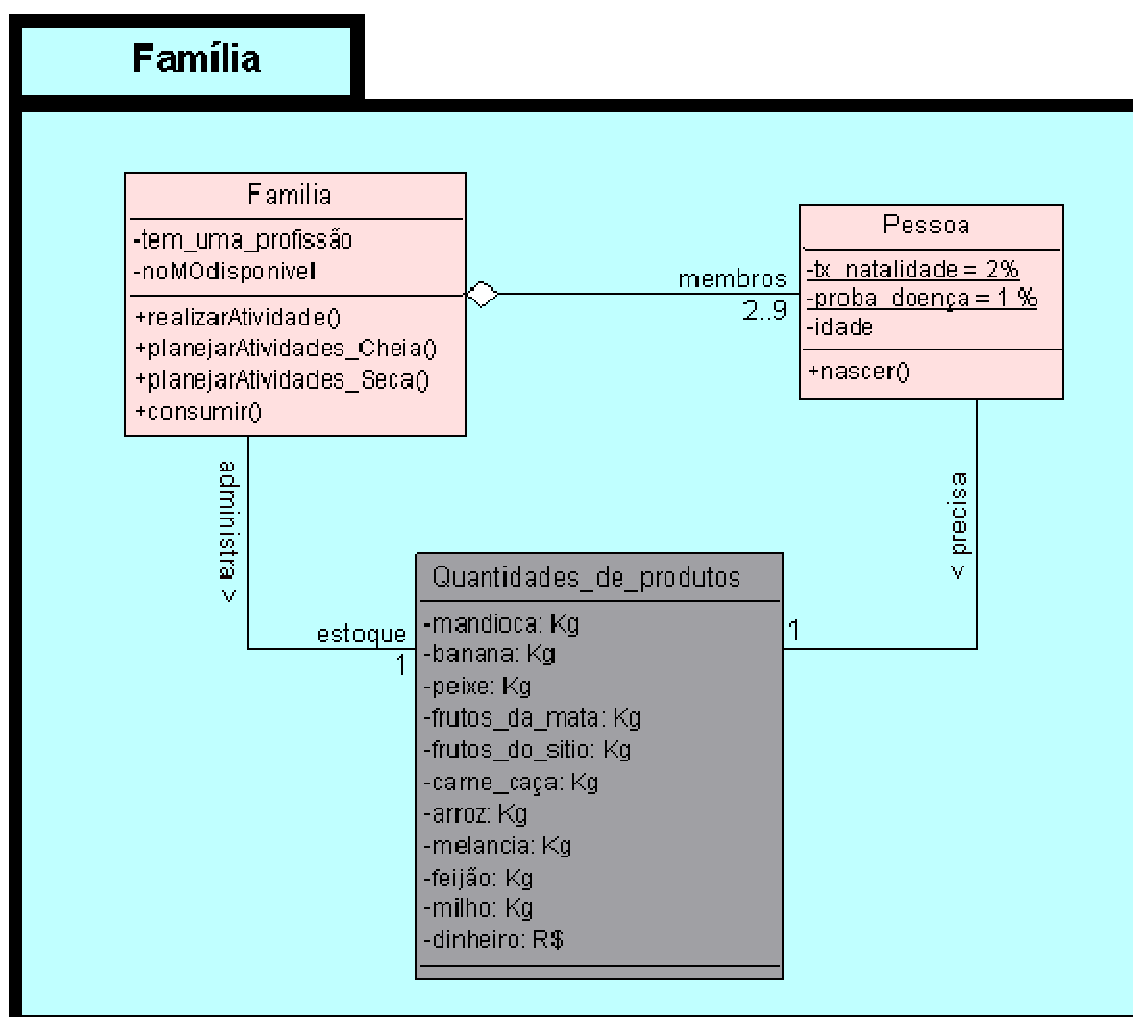 Família
Familia
-tem_uma_profissão
-noMOdisponivel
+realizarAtividade()
+planejarAtividades_Cheia()
+planejarAtividades_Seca()
+consumir()
membros
2..9
Pessoa
-tx_natalidade = 2%
-proba_doença = 1 %
-idade
+nascer()
administra >
< precisa
estoque
1
1
Quantidades_de_produtos
-mandioca: Kg
-banana: Kg
-peixe: Kg
-frutos_da_mata: Kg
-frutos_do_sitio: Kg
-carne_caça: Kg
-arroz: Kg
-melancia: Kg
-feijão: Kg
-milho: Kg
-dinheiro: R$